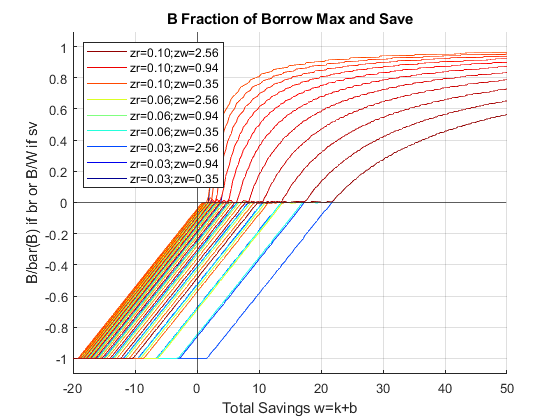 B Fraction of Borrow Max and Save
B/bar(B) if br or B/W if sv
1
0.8
0.6
0.4
0.2
0
-0.2
-0.4
-0.6
-0.8
-1
zr=0.10;zw=2.56
zr=0.10;zw=0.94
zr=0.10;zw=0.35
zr=0.06;zw=2.56
zr=0.06;zw=0.94
zr=0.06;zw=0.35
zr=0.03;zw=2.56
zr=0.03;zw=0.94
zr=0.03;zw=0.35
-20 -10 0 10 20 30 40 50
Total Savings w=k+b